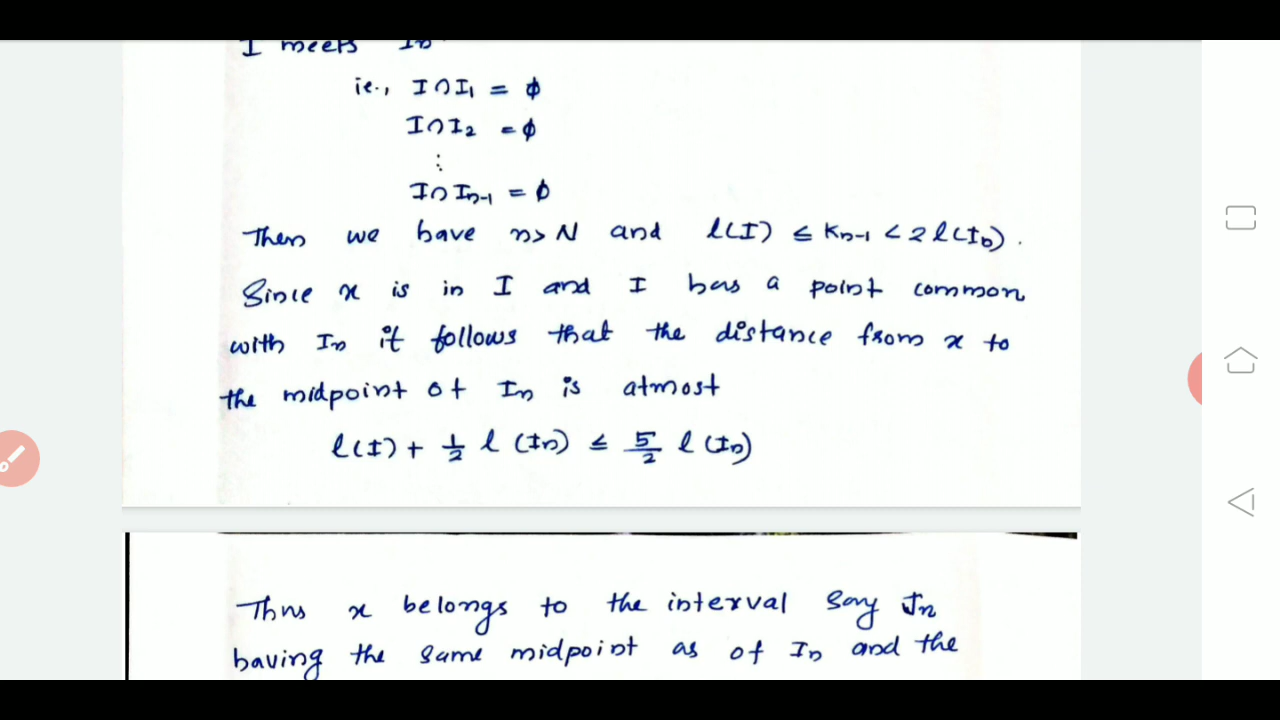 I meets In
ie., I∩I₁ = ϕ
I∩I₂ = ϕ
⋮
I∩Iₙ₋₁ = ϕ
Then we have n > N and l(I) ≤ kₙ₋₁ < 2 l(Iₙ).
Since x is in I and I has a point common
with Iₙ it follows that the distance from x to
the midpoint of Iₙ is atmost
l(I) + 1/2 l (Iₙ) ≤ 5/2 l (Iₙ)
Thus x belongs to the interval say Jₙ
having the same midpoint as of Iₙ and the